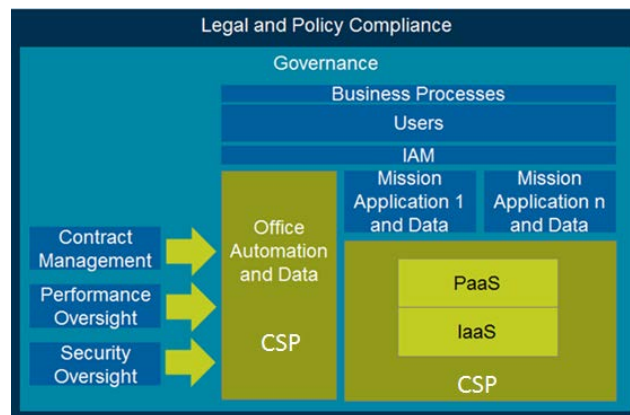 Legal and Policy Compliance
Governance
Business Processes
Users
IAM
Office
Automation
and Data
CSP
Mission
Application 1
and Data
Mission
Application n
and Data
Contract
Management
Performance
Oversight
Security
Oversight
PaaS
IaaS
CSP